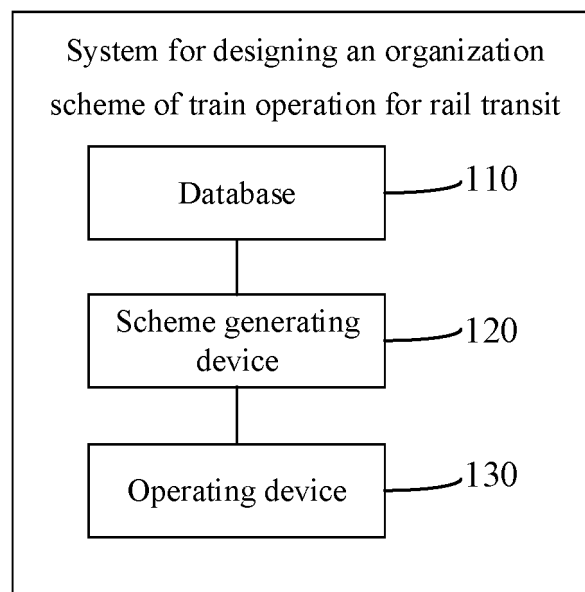 System for designing an organization
scheme of train operation for rail transit
Database
110
Scheme generating
device
120
Operating device
130